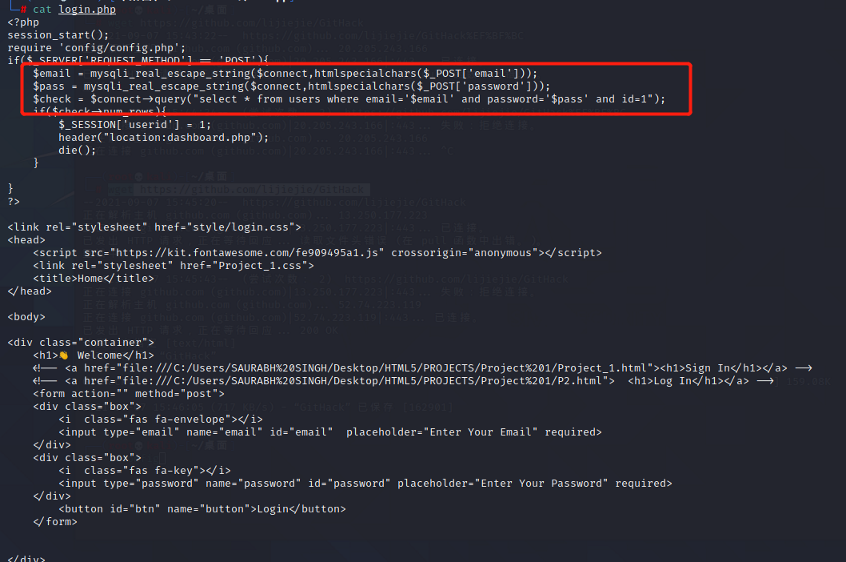 # cat login.php
<?php
session_start();
require 'config/config.php';
if($_SERVER['REQUEST_METHOD'] == 'POST'){
    $email = mysqli_real_escape_string($connect,htmlspecialchars($_POST['email']));
    $pass = mysqli_real_escape_string($connect,htmlspecialchars($_POST['password']));
    $check = $connect->query("select * from users where email='$email' and password='$pass' and id=1");
    if($check->num_rows){
        $_SESSION['userid'] = 1;
        header("location:dashboard.php");
        die();
    }

}
?>

<link rel="stylesheet" href="style/login.css">
<head>
    <script src="https://kit.fontawesome.com/fe909495a1.js" crossorigin="anonymous"></script>
    <link rel="stylesheet" href="Project_1.css">
    <title>Home</title>
</head>

<body>

<div class="container">
    <h1>👋 Welcome</h1>
    <!-- <a href="file:///C:/Users/SAURABH%20SINGH/Desktop/HTML5/PROJECTS/Project%201/Project_1.html"><h1>Sign In</h1></a> -->
    <!-- <a href="file:///C:/Users/SAURABH%20SINGH/Desktop/HTML5/PROJECTS/Project%201/P2.html">  <h1>Log In</h1></a> -->
    <form action="" method="post">
    <div class="box">
        <i  class="fas fa-envelope"></i>
        <input type="email" name="email" id="email"  placeholder="Enter Your Email" required>
    </div>
    <div class="box">
        <i  class="fas fa-key"></i>
        <input type="password" name="password" id="password" placeholder="Enter Your Password" required>
    </div>
        <button id="btn" name="button">Login</button>
    </form>


</div>